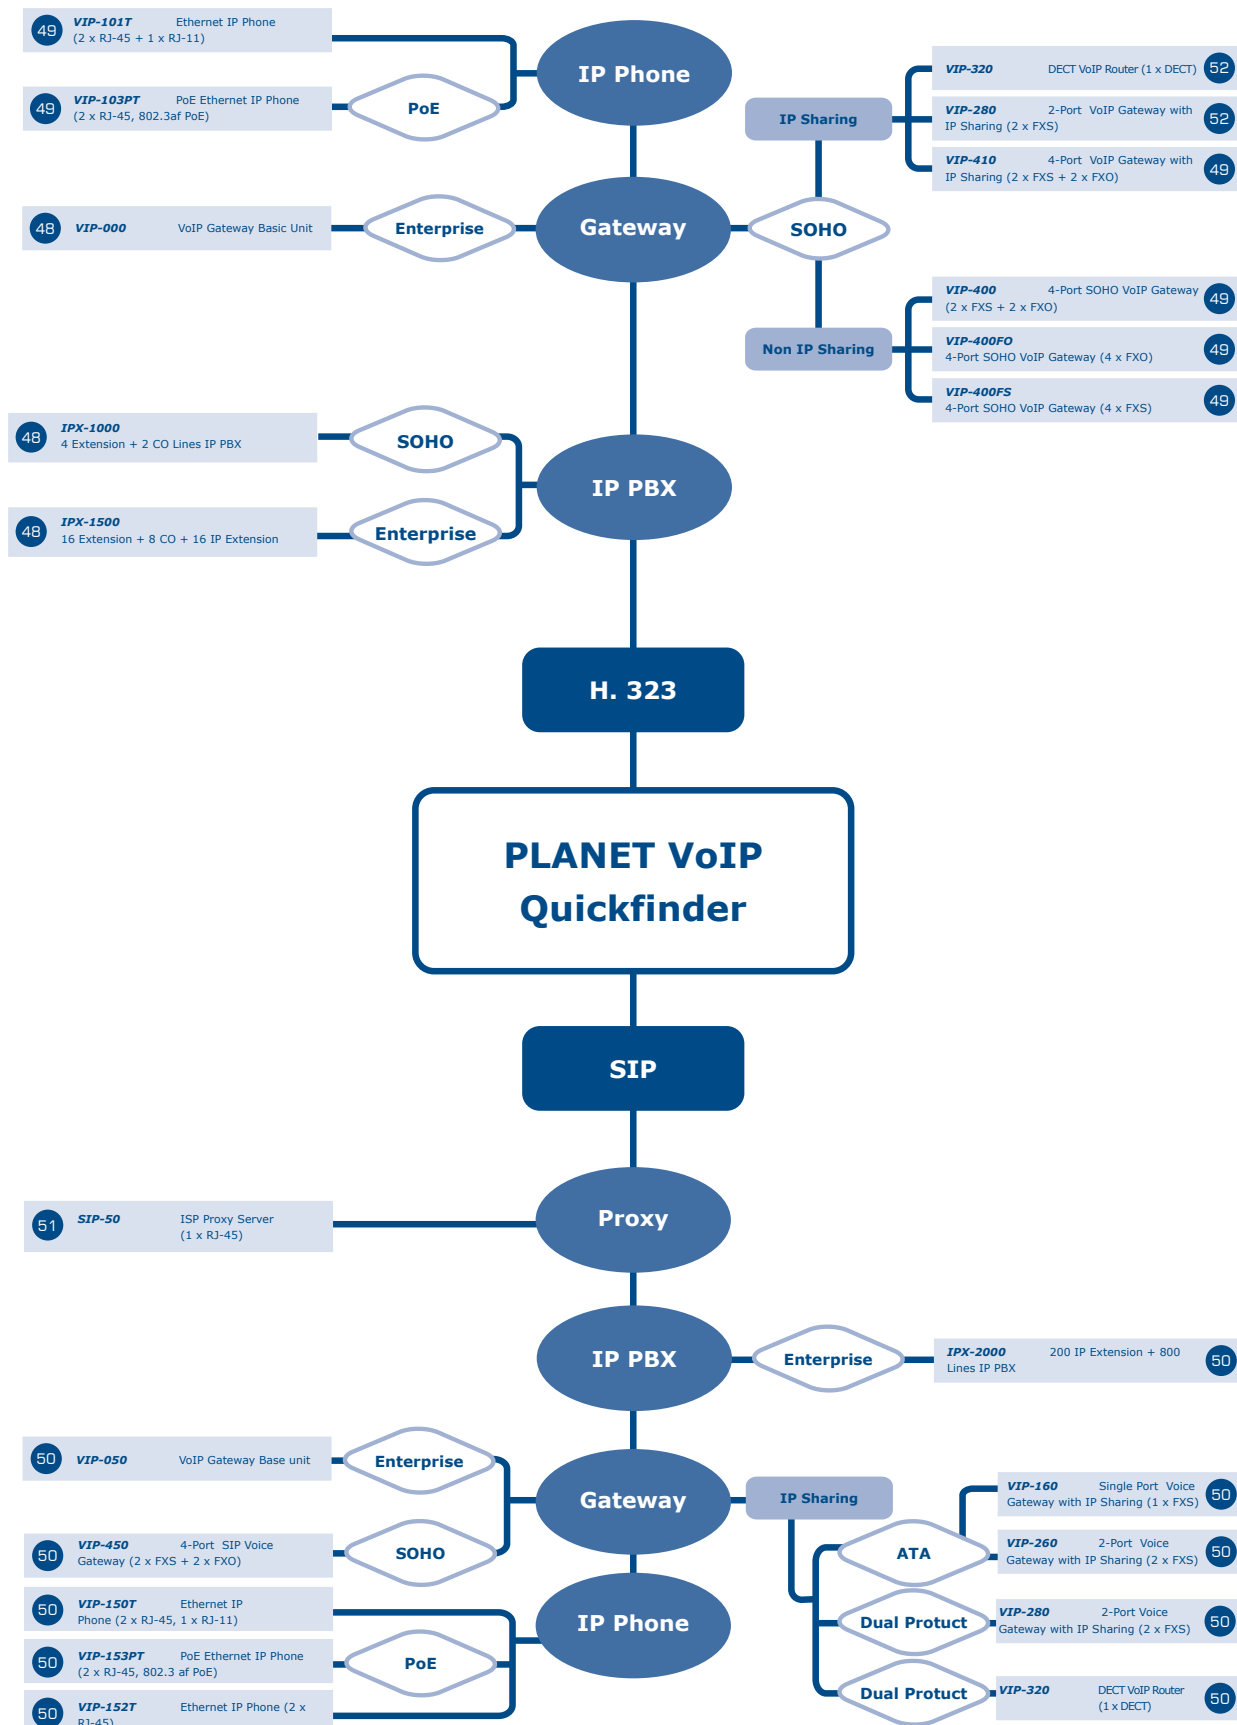 49 VIP-101T Ethernet IP Phone
(2 x RJ-45 + 1 x RJ-11)
IP Phone
49 VIP-103PT PoE Ethernet IP Phone
(2 x RJ-45, 802.3af PoE)
PoE
IP Sharing
VIP-320 DECT VoIP Router (1 x DECT) 52
VIP-280 2-Port VoIP Gateway with
IP Sharing (2 x FXS) 52
VIP-410 4-Port VoIP Gateway with
IP Sharing (2 x FXS + 2 x FXO) 49
48 VIP-000 VoIP Gateway Basic Unit
Enterprise
Gateway
SOHO
Non IP Sharing
VIP-400 4-Port SOHO VoIP Gateway
(2 x FXS + 2 x FXO) 49
VIP-400FO
4-Port SOHO VoIP Gateway (4 x FXO) 49
VIP-400FS
4-Port SOHO VoIP Gateway (4 x FXS) 49
48 IPX-1000
4 Extension + 2 CO Lines IP PBX
SOHO
IP PBX
48 IPX-1500
16 Extension + 8 CO + 16 IP Extension
Enterprise
H. 323
PLANET VoIP
Quickfinder
SIP
51 SIP-50 ISP Proxy Server
(1 x RJ-45)
Proxy
IP PBX
Enterprise
IPX-2000 200 IP Extension + 800
Lines IP PBX 50
50 VIP-050 VoIP Gateway Base unit
Enterprise
Gateway
IP Sharing
50 VIP-450 4-Port SIP Voice
Gateway (2 x FXS + 2 x FXO)
SOHO
ATA
VIP-160 Single Port Voice
Gateway with IP Sharing (1 x FXS) 50
VIP-260 2-Port Voice
Gateway with IP Sharing (2 x FXS) 50
50 VIP-150T Ethernet IP
Phone (2 x RJ-45, 1 x RJ-11)
IP Phone
Dual Protuct
VIP-280 2-Port Voice
Gateway with IP Sharing (2 x FXS) 50
50 VIP-153PT PoE Ethernet IP Phone
(2 x RJ-45, 802.3 af PoE)
PoE
Dual Protuct
VIP-320 DECT VoIP Router
(1 x DECT) 50
50 VIP-152T Ethernet IP Phone (2 x
RJ-45)